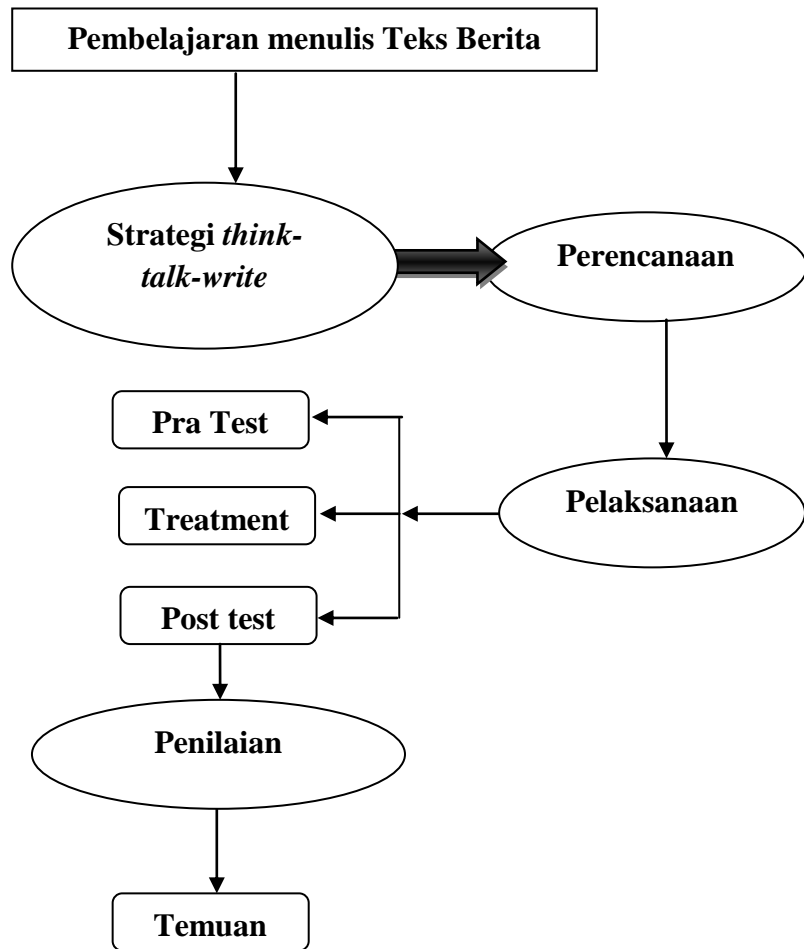 Pembelajaran menulis Teks Berita
Strategi think-
talk-write
Perencanaan
Pra Test
Treatment
Pelaksanaan
Post test
Penilaian
Temuan